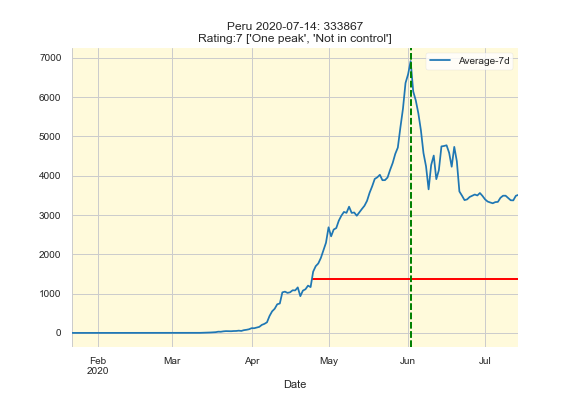 Peru 2020-07-14: 333867
Rating:7 ['One peak', 'Not in control']
Average-7d
7000
6000
5000
4000
3000
2000
1000
0
Feb Mar Apr May Jun Jul
2020
Date